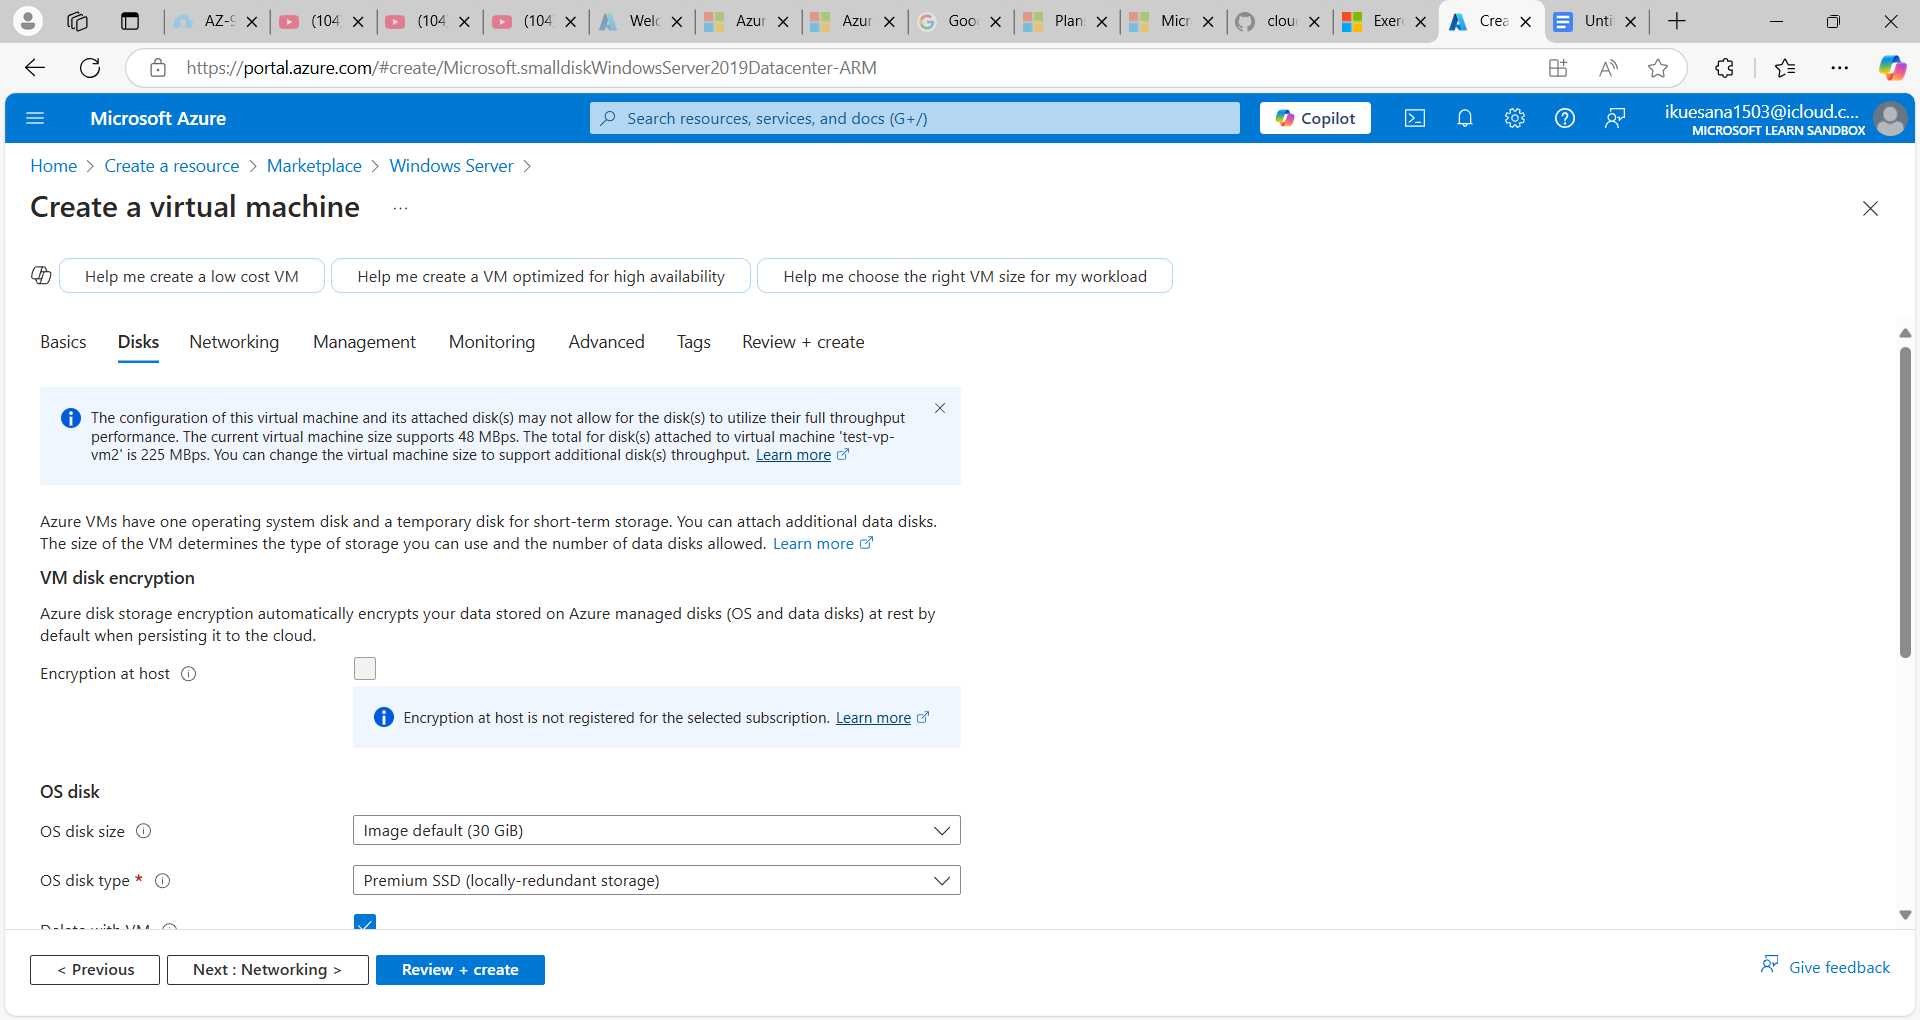 AZ-9
(104
(104
(104
Welc
Azur
Azur
Goo
Plan
Micr
clou
Exer
Crea
Unti
https://portal.azure.com/#create/Microsoft.smalldiskWindowsServer2019Datacenter-ARM
Microsoft Azure
Search resources, services, and docs (G+/)
Copilot
ikuesana1503@icloud.c...
MICROSOFT LEARN SANDBOX
Home > Create a resource > Marketplace > Windows Server >
Create a virtual machine ...
Help me create a low cost VM
Help me create a VM optimized for high availability
Help me choose the right VM size for my workload
Basics Disks Networking Management Monitoring Advanced Tags Review + create
The configuration of this virtual machine and its attached disk(s) may not allow for the disk(s) to utilize their full throughput
performance. The current virtual machine size supports 48 MBps. The total for disk(s) attached to virtual machine 'test-vp-
vm2' is 225 MBps. You can change the virtual machine size to support additional disk(s) throughput. Learn more
Azure VMs have one operating system disk and a temporary disk for short-term storage. You can attach additional data disks.
The size of the VM determines the type of storage you can use and the number of data disks allowed. Learn more
VM disk encryption
Azure disk storage encryption automatically encrypts your data stored on Azure managed disks (OS and data disks) at rest by
default when persisting it to the cloud.
Encryption at host
Encryption at host is not registered for the selected subscription. Learn more
OS disk
OS disk size
Image default (30 GiB)
OS disk type *
Premium SSD (locally-redundant storage)
Delete with VM
< Previous
Next : Networking >
Review + create
Give feedback